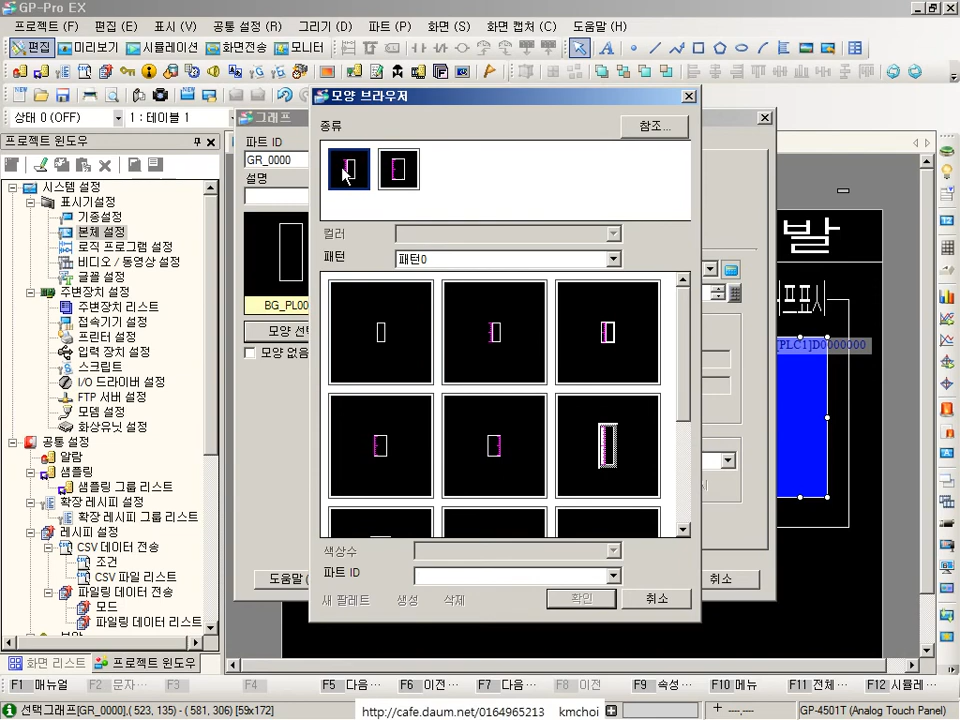 GP-Pro EX
프로젝트 (F) 편집 (E) 표시 (V) 공통 설정 (R) 그리기 (D) 파트 (P) 화면 (S) 화면 캡처 (C) 도움말 (H)
편집 미리보기 시뮬레이션 화면전송 모니터
상태 0 (OFF) 1 : 테이블 1
프로젝트 윈도우
시스템 설정
표시기설정
기종설정
본체 설정
로직 프로그램 설정
비디오 / 동영상 설정
글꼴 설정
주변장치 설정
주변장치 리스트
접속기기 설정
프린터 설정
입력 장치 설정
스크립트
I/O 드라이버 설정
FTP 서버 설정
모뎀 설정
화상유닛 설정
공통 설정
알람
샘플링
샘플링 그룹 리스트
확장 레시피 설정
확장 레시피 그룹 리스트
레시피 설정
CSV 데이터 전송
조건
CSV 파일 리스트
파일링 데이터 전송
모드
파일링 데이터 리스트
화면 리스트 프로젝트 윈도우
그래프
파트 ID
GR_0000
설명
BG_PL00
모양 선
모양 없음
도움말(
취소
모양 브라우저
종류
참조...
컬러
패턴
패턴0
색상수
파트 ID
새 팔레트 생성 삭제
확인 취소
발
[PLC1]D0000000
F1 매뉴얼 F2 문자… F3 F4 F5 다음… F6 이전… F7 다음… F8 이전 F9 속성… F10 메뉴 F11 전체… F12 시뮬레…
선택그래프[GR_0000],( 523, 135) - ( 581, 306) [59x172]
http://cafe.daum.net/0164965213 kmchoi
----,----
GP-4501T (Analog Touch Panel)